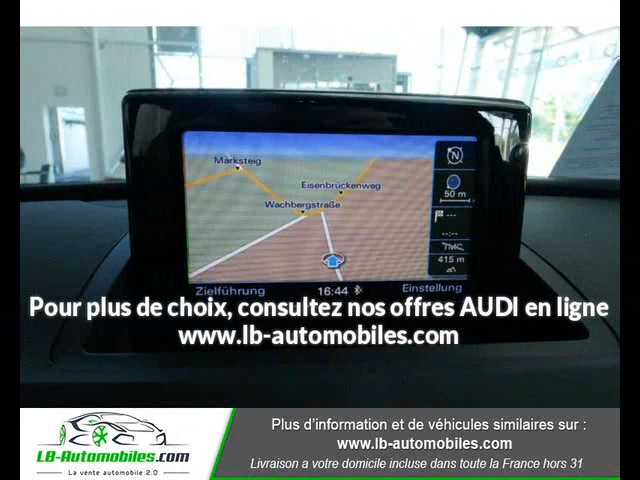 Marksteig
Eisenbrückenweg
Wachbergstraße
N
50 m
---
--:--
TMC
415 m
Zielführung
16:44
Einstellung
Pour plus de choix, consultez nos offres AUDI en ligne
www.lb-automobiles.com
LB-Automobiles.com
La vente automobile 2.0
Plus d'information et de véhicules similaires sur :
www.lb-automobiles.com
Livraison a votre domicile incluse dans toute la France hors 31